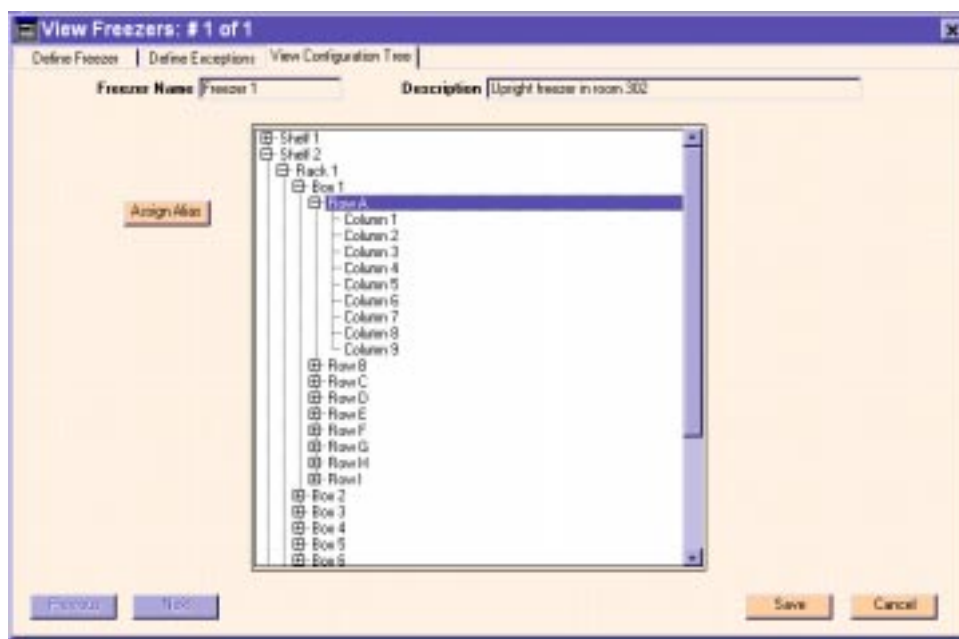 View Freezers: # 1 of 1
Define Freezer Define Exceptions View Configuration Tree
Freezer Name Freezer 1 Description Upright freezer in room 302
Shelf 1
Shelf 2
Rack 1
Box 1
Row A
Assign Alias
Column 1
Column 2
Column 3
Column 4
Column 5
Column 6
Column 7
Column 8
Column 9
Row B
Row C
Row D
Row E
Row F
Row G
Row H
Row I
Box 2
Box 3
Box 4
Box 5
Box 6
Previous Next Save Cancel